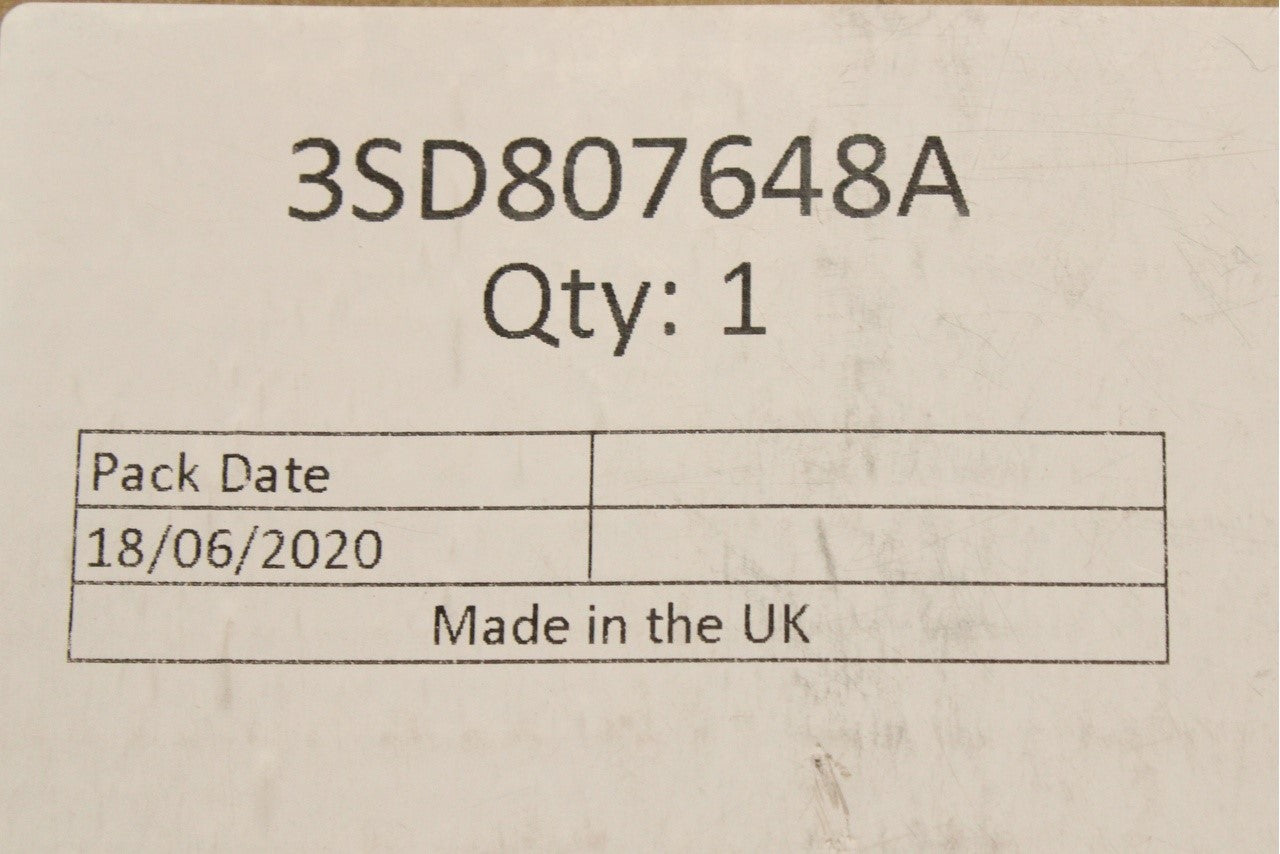 3SD807648A
Qty: 1
Pack Date
18/06/2020
Made in the UK